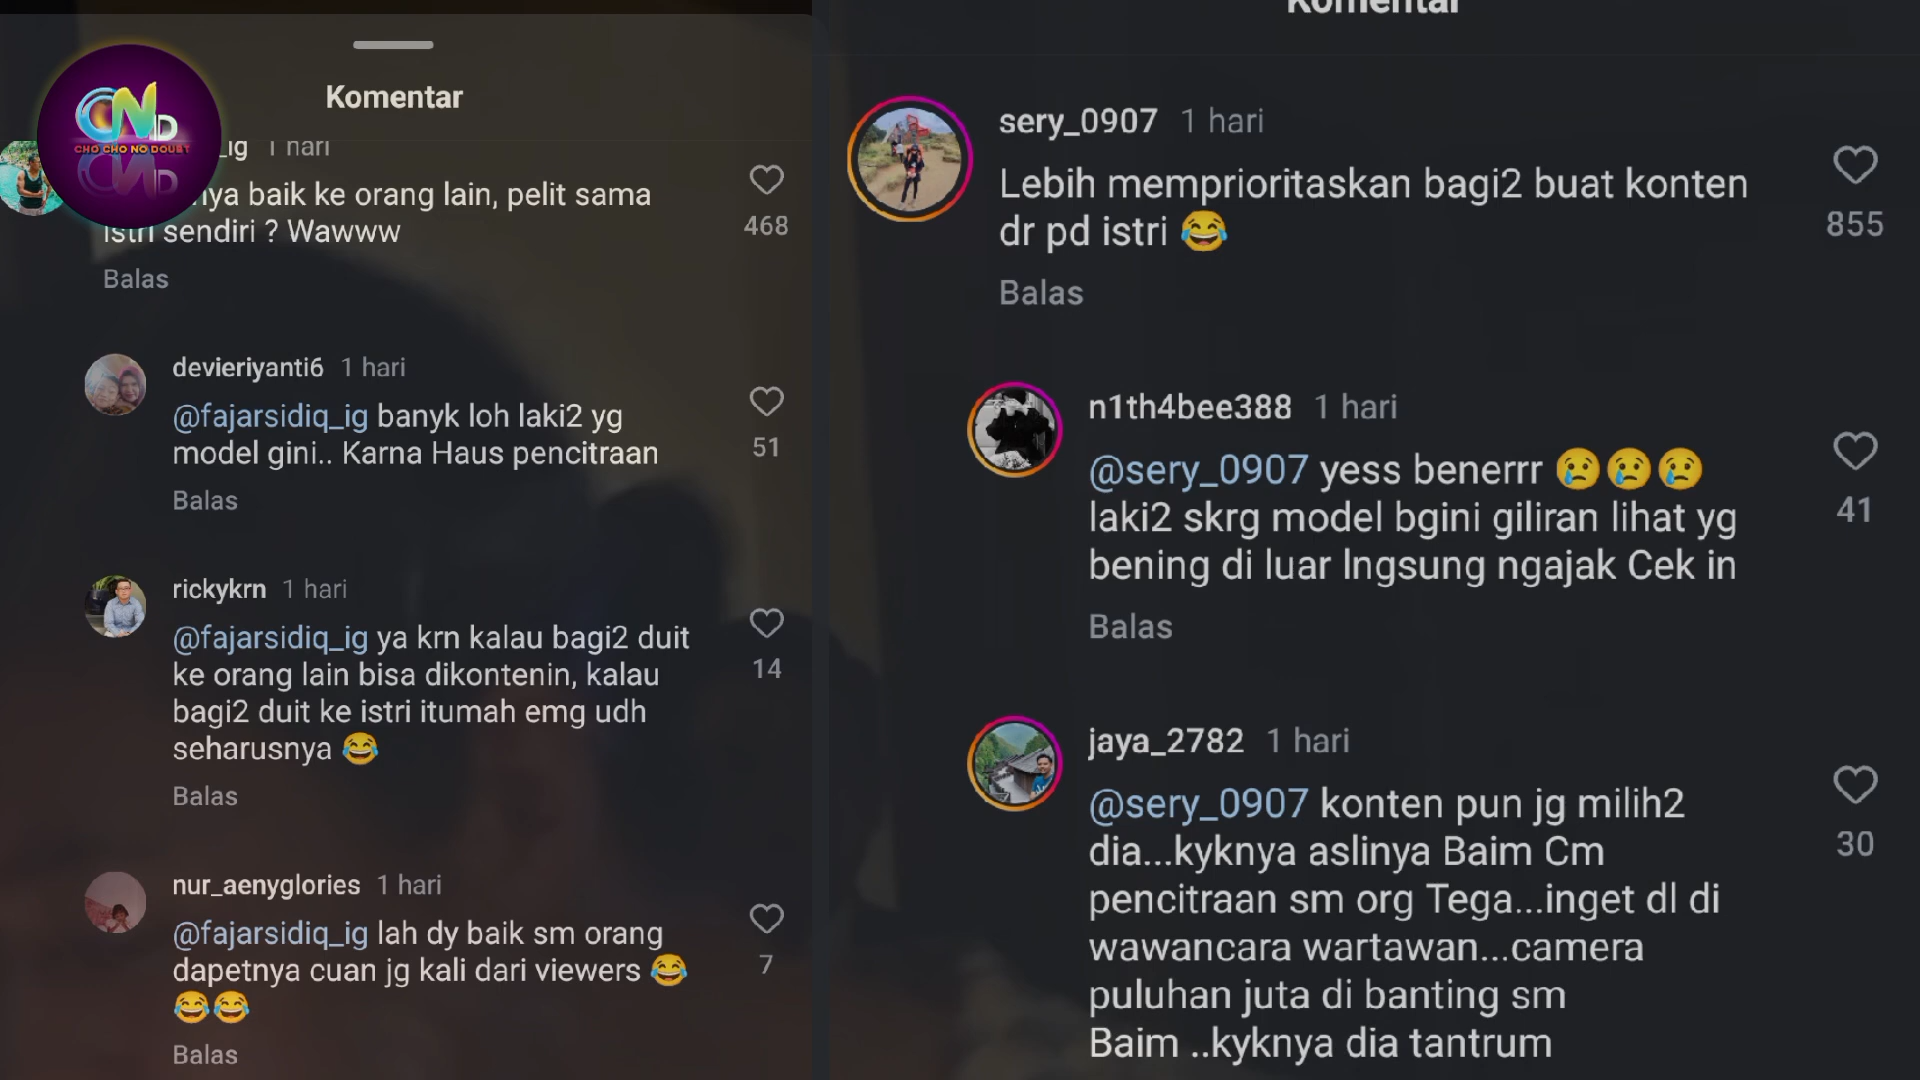 Komentar
CND
CHO CHO NO DOUBT
_ig 1 hari
nya baik ke orang lain, pelit sama
istri sendiri ? Wawww
468
Balas
devieriyanti6 1 hari
@fajarsidiq_ig banyk loh laki2 yg
model gini.. Karna Haus pencitraan
51
Balas
rickykrn 1 hari
@fajarsidiq_ig ya krn kalau bagi2 duit
ke orang lain bisa dikontenin, kalau
bagi2 duit ke istri itumah emg udh
seharusnya 😂
14
Balas
nur_aenyglories 1 hari
@fajarsidiq_ig lah dy baik sm orang
dapetnya cuan jg kali dari viewers 😂
😂😂
7
Balas
Komentar
sery_0907 1 hari
Lebih memprioritaskan bagi2 buat konten
dr pd istri 😂
855
Balas
n1th4bee388 1 hari
@sery_0907 yess benerrr 😢😢😢
laki2 skrg model bgini giliran lihat yg
bening di luar lngsung ngajak Cek in
41
Balas
jaya_2782 1 hari
@sery_0907 konten pun jg milih2
dia...kyknya aslinya Baim Cm
pencitraan sm org Tega...inget dl di
wawancara wartawan...camera
puluhan juta di banting sm
Baim ..kyknya dia tantrum
30